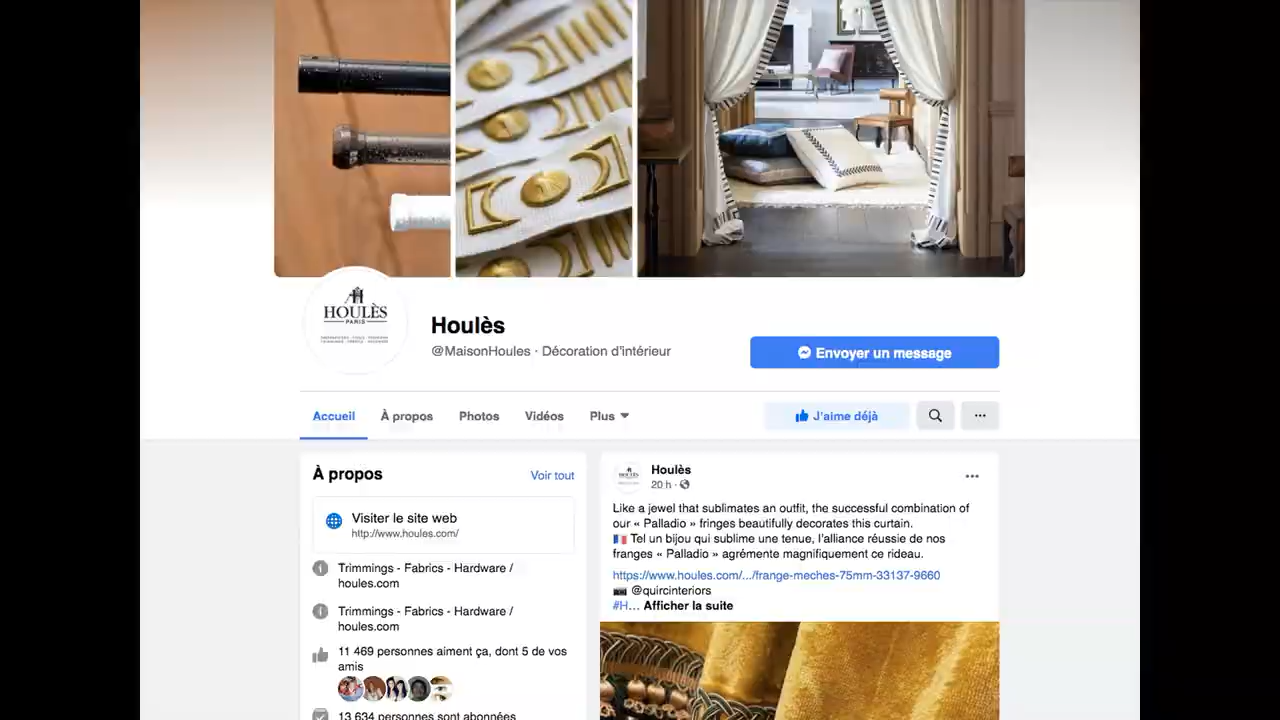 HOULÈS
PARIS
Houlès
@MaisonHoules · Décoration d'intérieur
Envoyer un message
Accueil
À propos
Photos
Vidéos
Plus
J'aime déjà
À propos
Voir tout
Visiter le site web
http://www.houles.com/
Trimmings - Fabrics - Hardware /
houles.com
Trimmings - Fabrics - Hardware /
houles.com
11 469 personnes aiment ça, dont 5 de vos
amis
13 634 personnes sont abonnées
Houlès
20 h ·
Like a jewel that sublimates an outfit, the successful combination of
our « Palladio » fringes beautifully decorates this curtain.
Tel un bijou qui sublime une tenue, l'alliance réussie de nos
franges « Palladio » agrémente magnifiquement ce rideau.
https://www.houles.com/.../frange-meches-75mm-33137-9660
@quircinteriors
#H... Afficher la suite